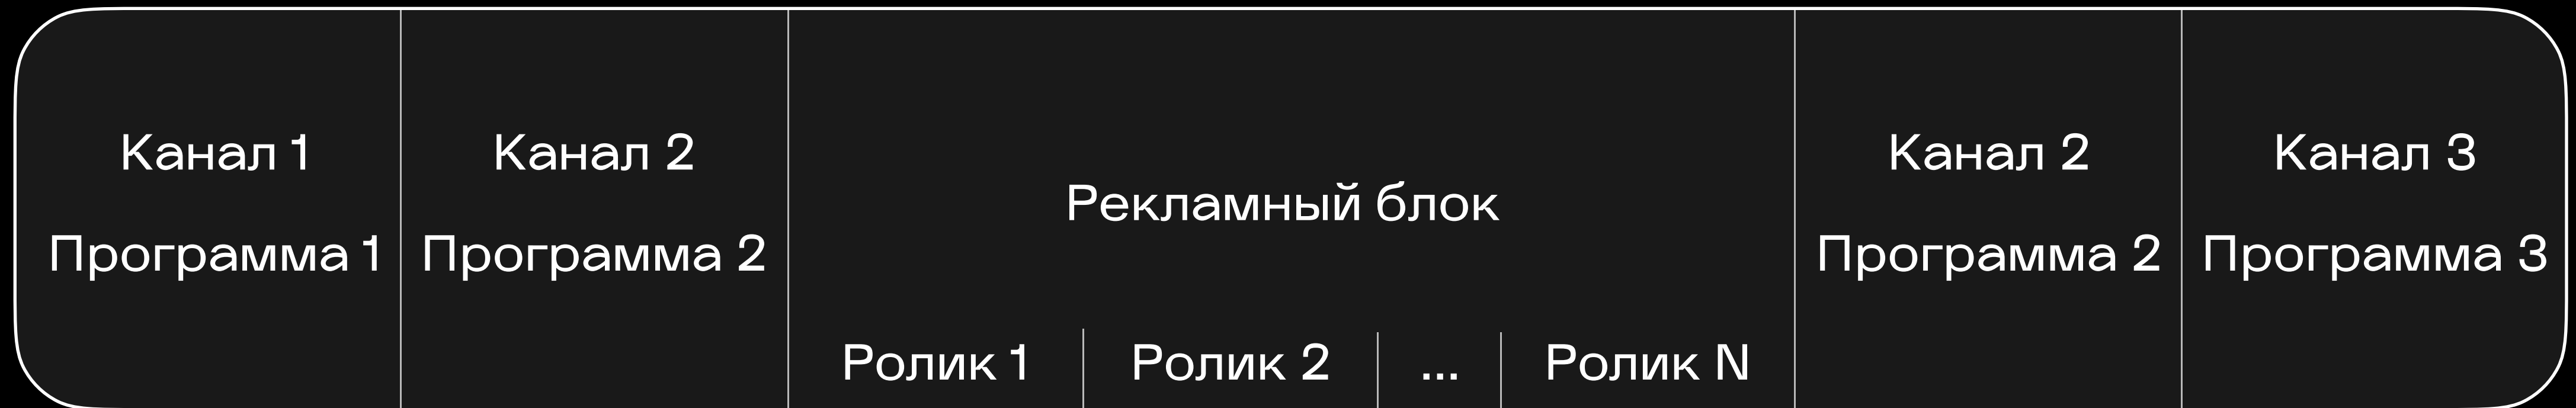 Канал 1
Программа 1
Канал 2
Программа 2
Рекламный блок
Ролик 1
Ролик 2
...
Ролик N
Канал 2
Программа 2
Канал 3
Программа 3